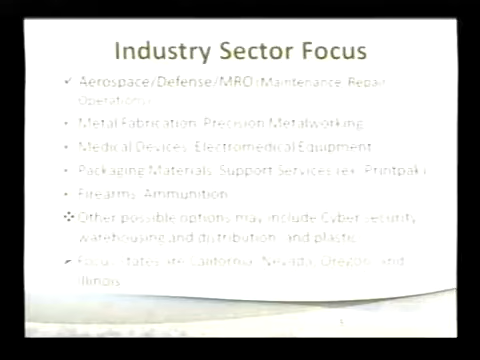 Industry Sector Focus
✓ Aerospace/Defense/MRO (Maintenance Repair
Operations)
• Metal Fabrication, Precision Metalworking
• Medical Devices, Electromedical Equipment
• Packaging Materials, Support Services (ex. Printpak)
• Firearms, Ammunition
❖ Other possible options may include Cyber security,
warehousing and distribution, and plastic
Focus states are California, Nevada, Oregon, and
Illinois